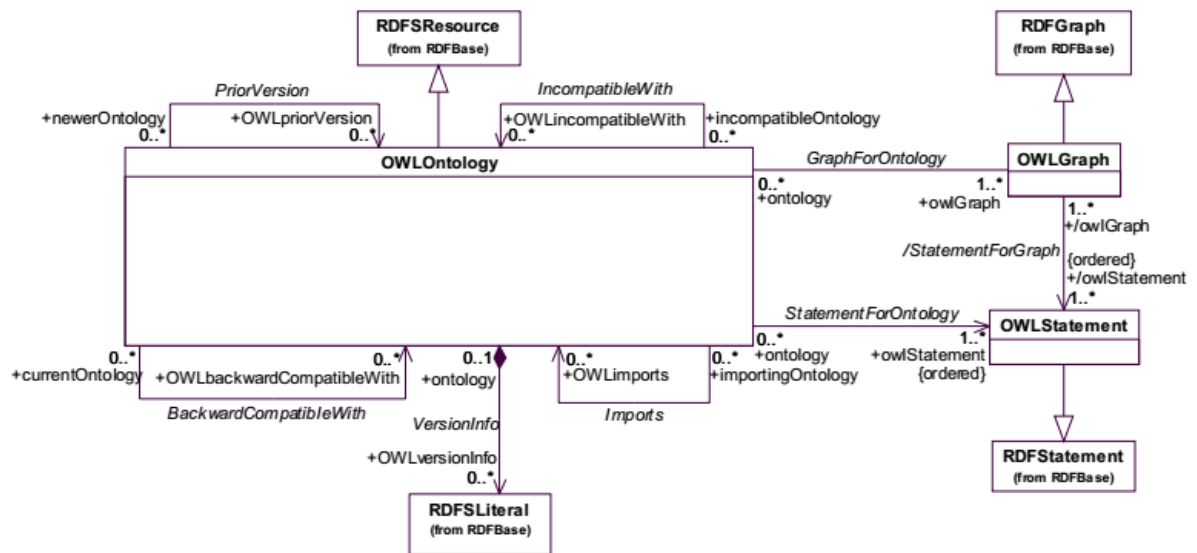 RDFSResource
(from RDFBase)
RDFGraph
(from RDFBase)
PriorVersion
IncompatibleWith
+newerOntology
0..*
+OWLpriorVersion
0..*
+OWLincompatibleWith
0..*
+incompatibleOntology
0..*
OWLOntology
GraphForOntology
0..*
+ontology
1..*
+owlGraph
OWLGraph
1..*
+/owlGraph
/StatementForGraph
{ordered}
+/owlStatement
1..*
StatementForOntology
0..*
+ontology
1..*
+owlStatement
{ordered}
OWLStatement
0..*
+currentOntology
0..*
+OWLbackwardCompatibleWith
BackwardCompatibleWith
0..1
+ontology
VersionInfo
+OWLversionInfo
0..*
0..*
+OWLimports
0..*
+importingOntology
Imports
RDFSLiteral
(from RDFBase)
RDFStatement
(from RDFBase)